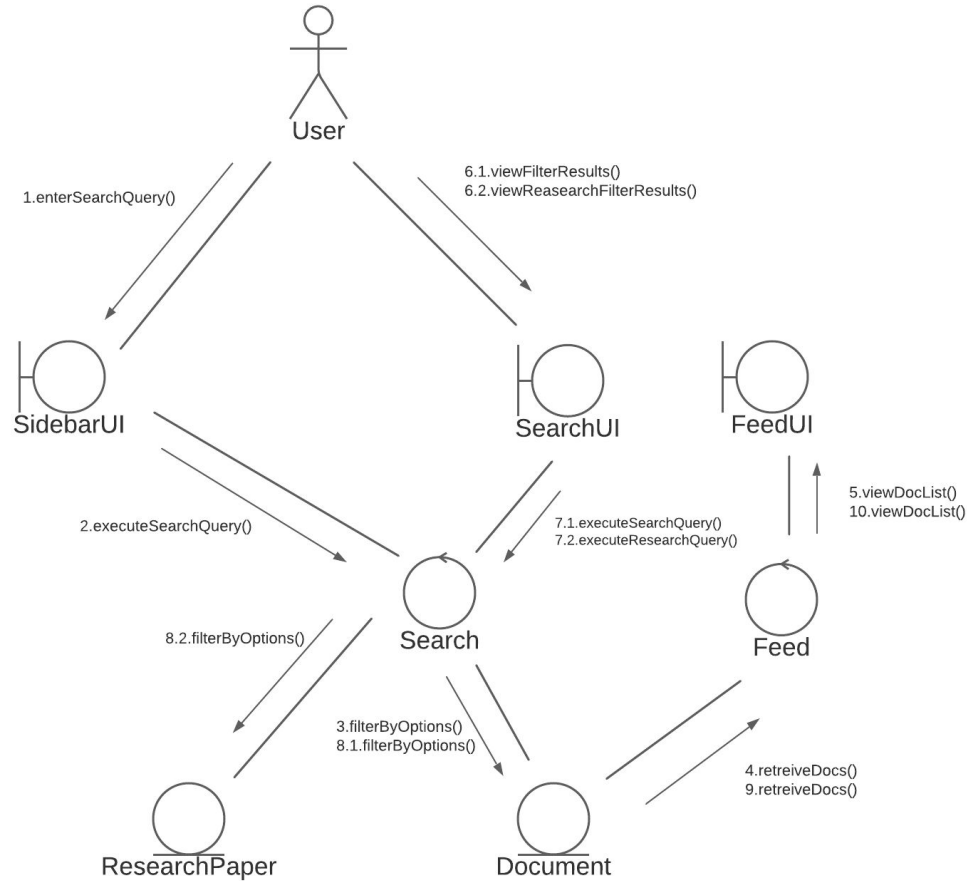 User
1.enterSearchQuery()
6.1.viewFilterResults()
6.2.viewReasearchFilterResults()
SidebarUI
SearchUI
FeedUI
2.executeSearchQuery()
7.1.executeSearchQuery()
7.2.executeResearchQuery()
5.viewDocList()
10.viewDocList()
Search
Feed
8.2.filterByOptions()
3.filterByOptions()
8.1.filterByOptions()
4.retreiveDocs()
9.retreiveDocs()
ResearchPaper
Document